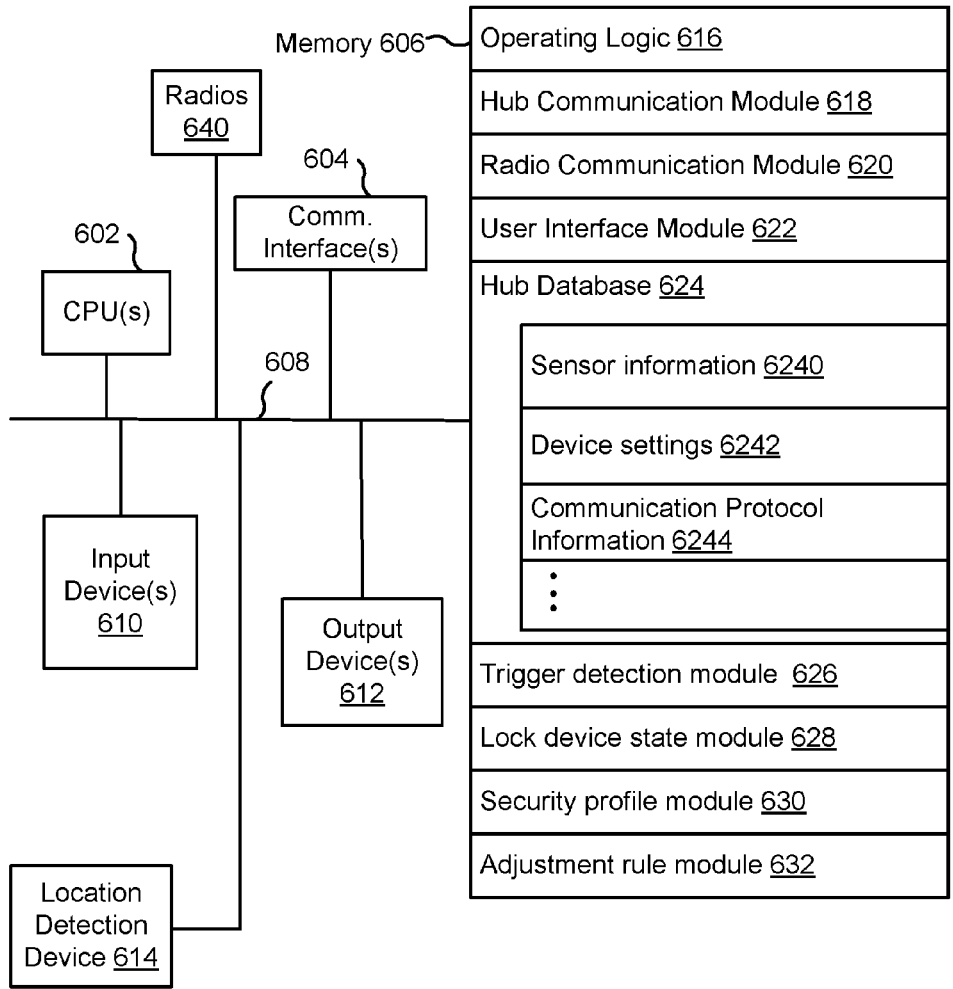 Memory 606
Radios
640
604
Comm.
Interface(s)
602
CPU(s)
608
Input
Device(s)
610
Output
Device(s)
612
Location
Detection
Device 614
Operating Logic 616
Hub Communication Module 618
Radio Communication Module 620
User Interface Module 622
Hub Database 624
Sensor information 6240
Device settings 6242
Communication Protocol
Information 6244
Trigger detection module 626
Lock device state module 628
Security profile module 630
Adjustment rule module 632